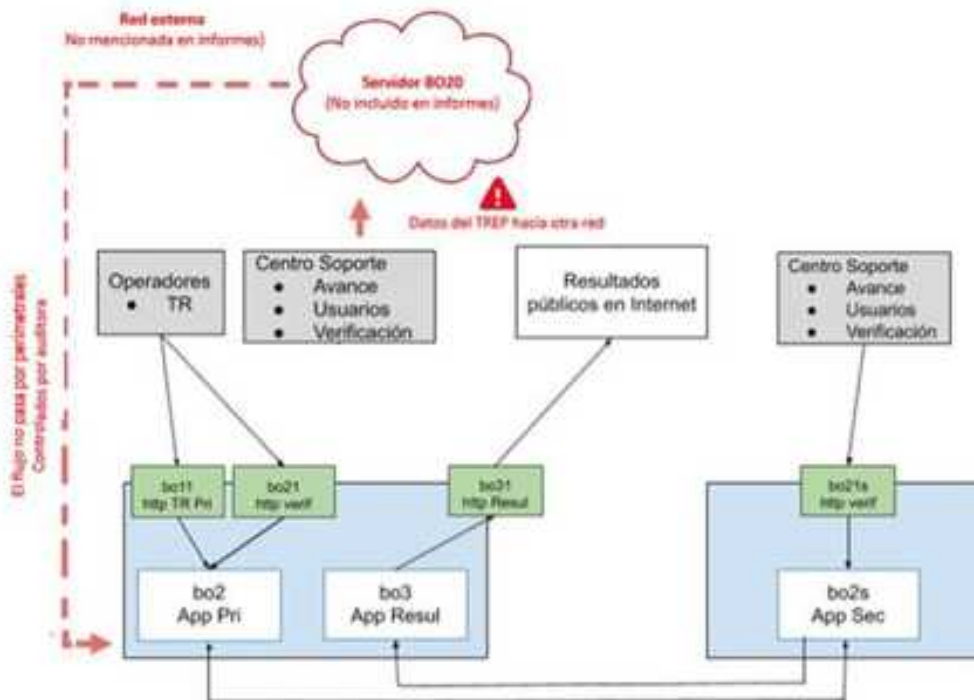 Red externa
No mencionada en informes)
Servidor BO20
(No incluido en informes)
Datos del TREP hacia otra red
El flujo no pasa por perimetrales
Controlados por auditora
Operadores
● TR
Centro Soporte
● Avance
● Usuarios
● Verificación
Resultados
públicos en Internet
Centro Soporte
● Avance
● Usuarios
● Verificación
bo11
http TR Pri
bo21
http verif
bo31
http Resul
bo21s
http verif
bo2
App Pri
bo3
App Resul
bo2s
App Sec